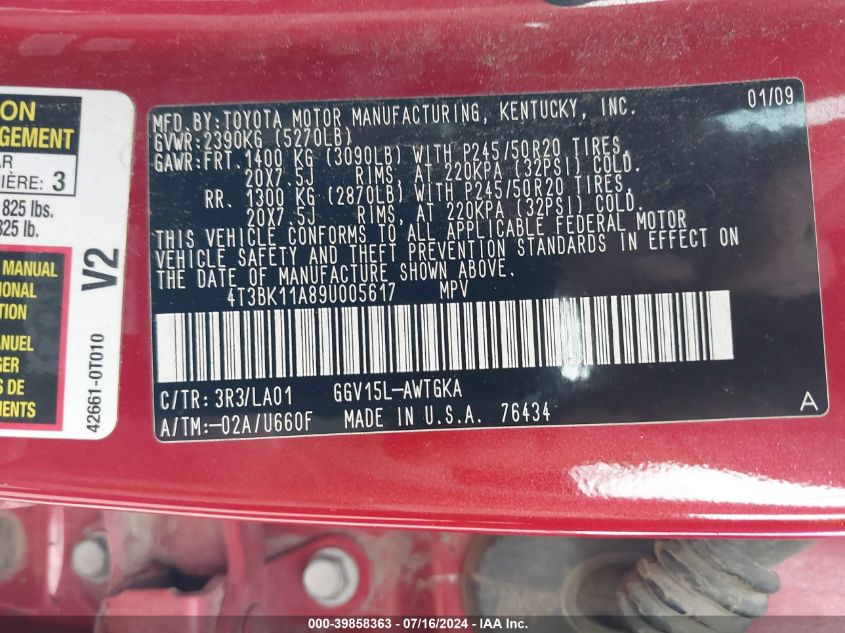 ON
GEMENT
AR
IÈRE: 3
825 lbs.
825 lb.
MANUAL
IONAL
TION
ANUEL
GER
S DE
UESTOS
V2
42661-0T010
MFD. BY: TOYOTA MOTOR MANUFACTURING, KENTUCKY, INC. 01/09
GVWR: 2390KG (5270LB)
GAWR: FRT. 1400 KG (3090LB) WITH P245/50R20 TIRES,
20X7.5J RIMS, AT 220KPA (32PSI) COLD.
RR. 1300 KG (2870LB) WITH P245/50R20 TIRES,
20X7.5J RIMS, AT 220KPA (32PSI) COLD.
THIS VEHICLE CONFORMS TO ALL APPLICABLE FEDERAL MOTOR
VEHICLE SAFETY AND THEFT PREVENTION STANDARDS IN EFFECT ON
THE DATE OF MANUFACTURE SHOWN ABOVE.
4T3BK11A89U005617 MPV
C/TR: 3R3/LA01 GGV15L-AWTGKA
A/TM:-02A/U660F MADE IN U.S.A. 76434
A
000-39858363 - 07/16/2024 - IAA Inc.